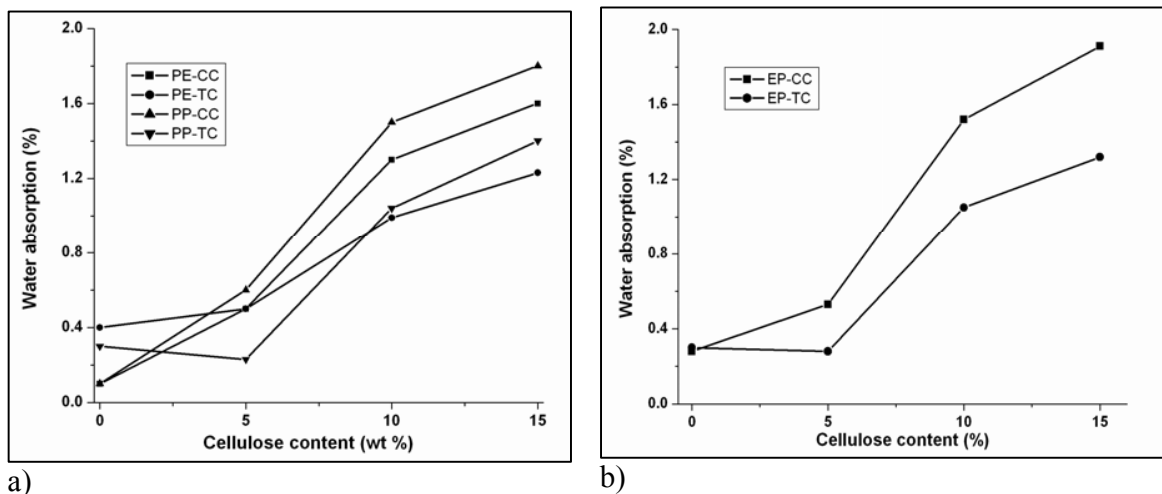 2.0
1.6
1.2
0.8
0.4
0.0
Water absorption (%)
PE-CC
PE-TC
PP-CC
PP-TC
0 5 10 15
Cellulose content (wt %)
a)
2.0
1.6
1.2
0.8
0.4
0.0
Water absorption (%)
EP-CC
EP-TC
0 5 10 15
Cellulose content (%)
b)